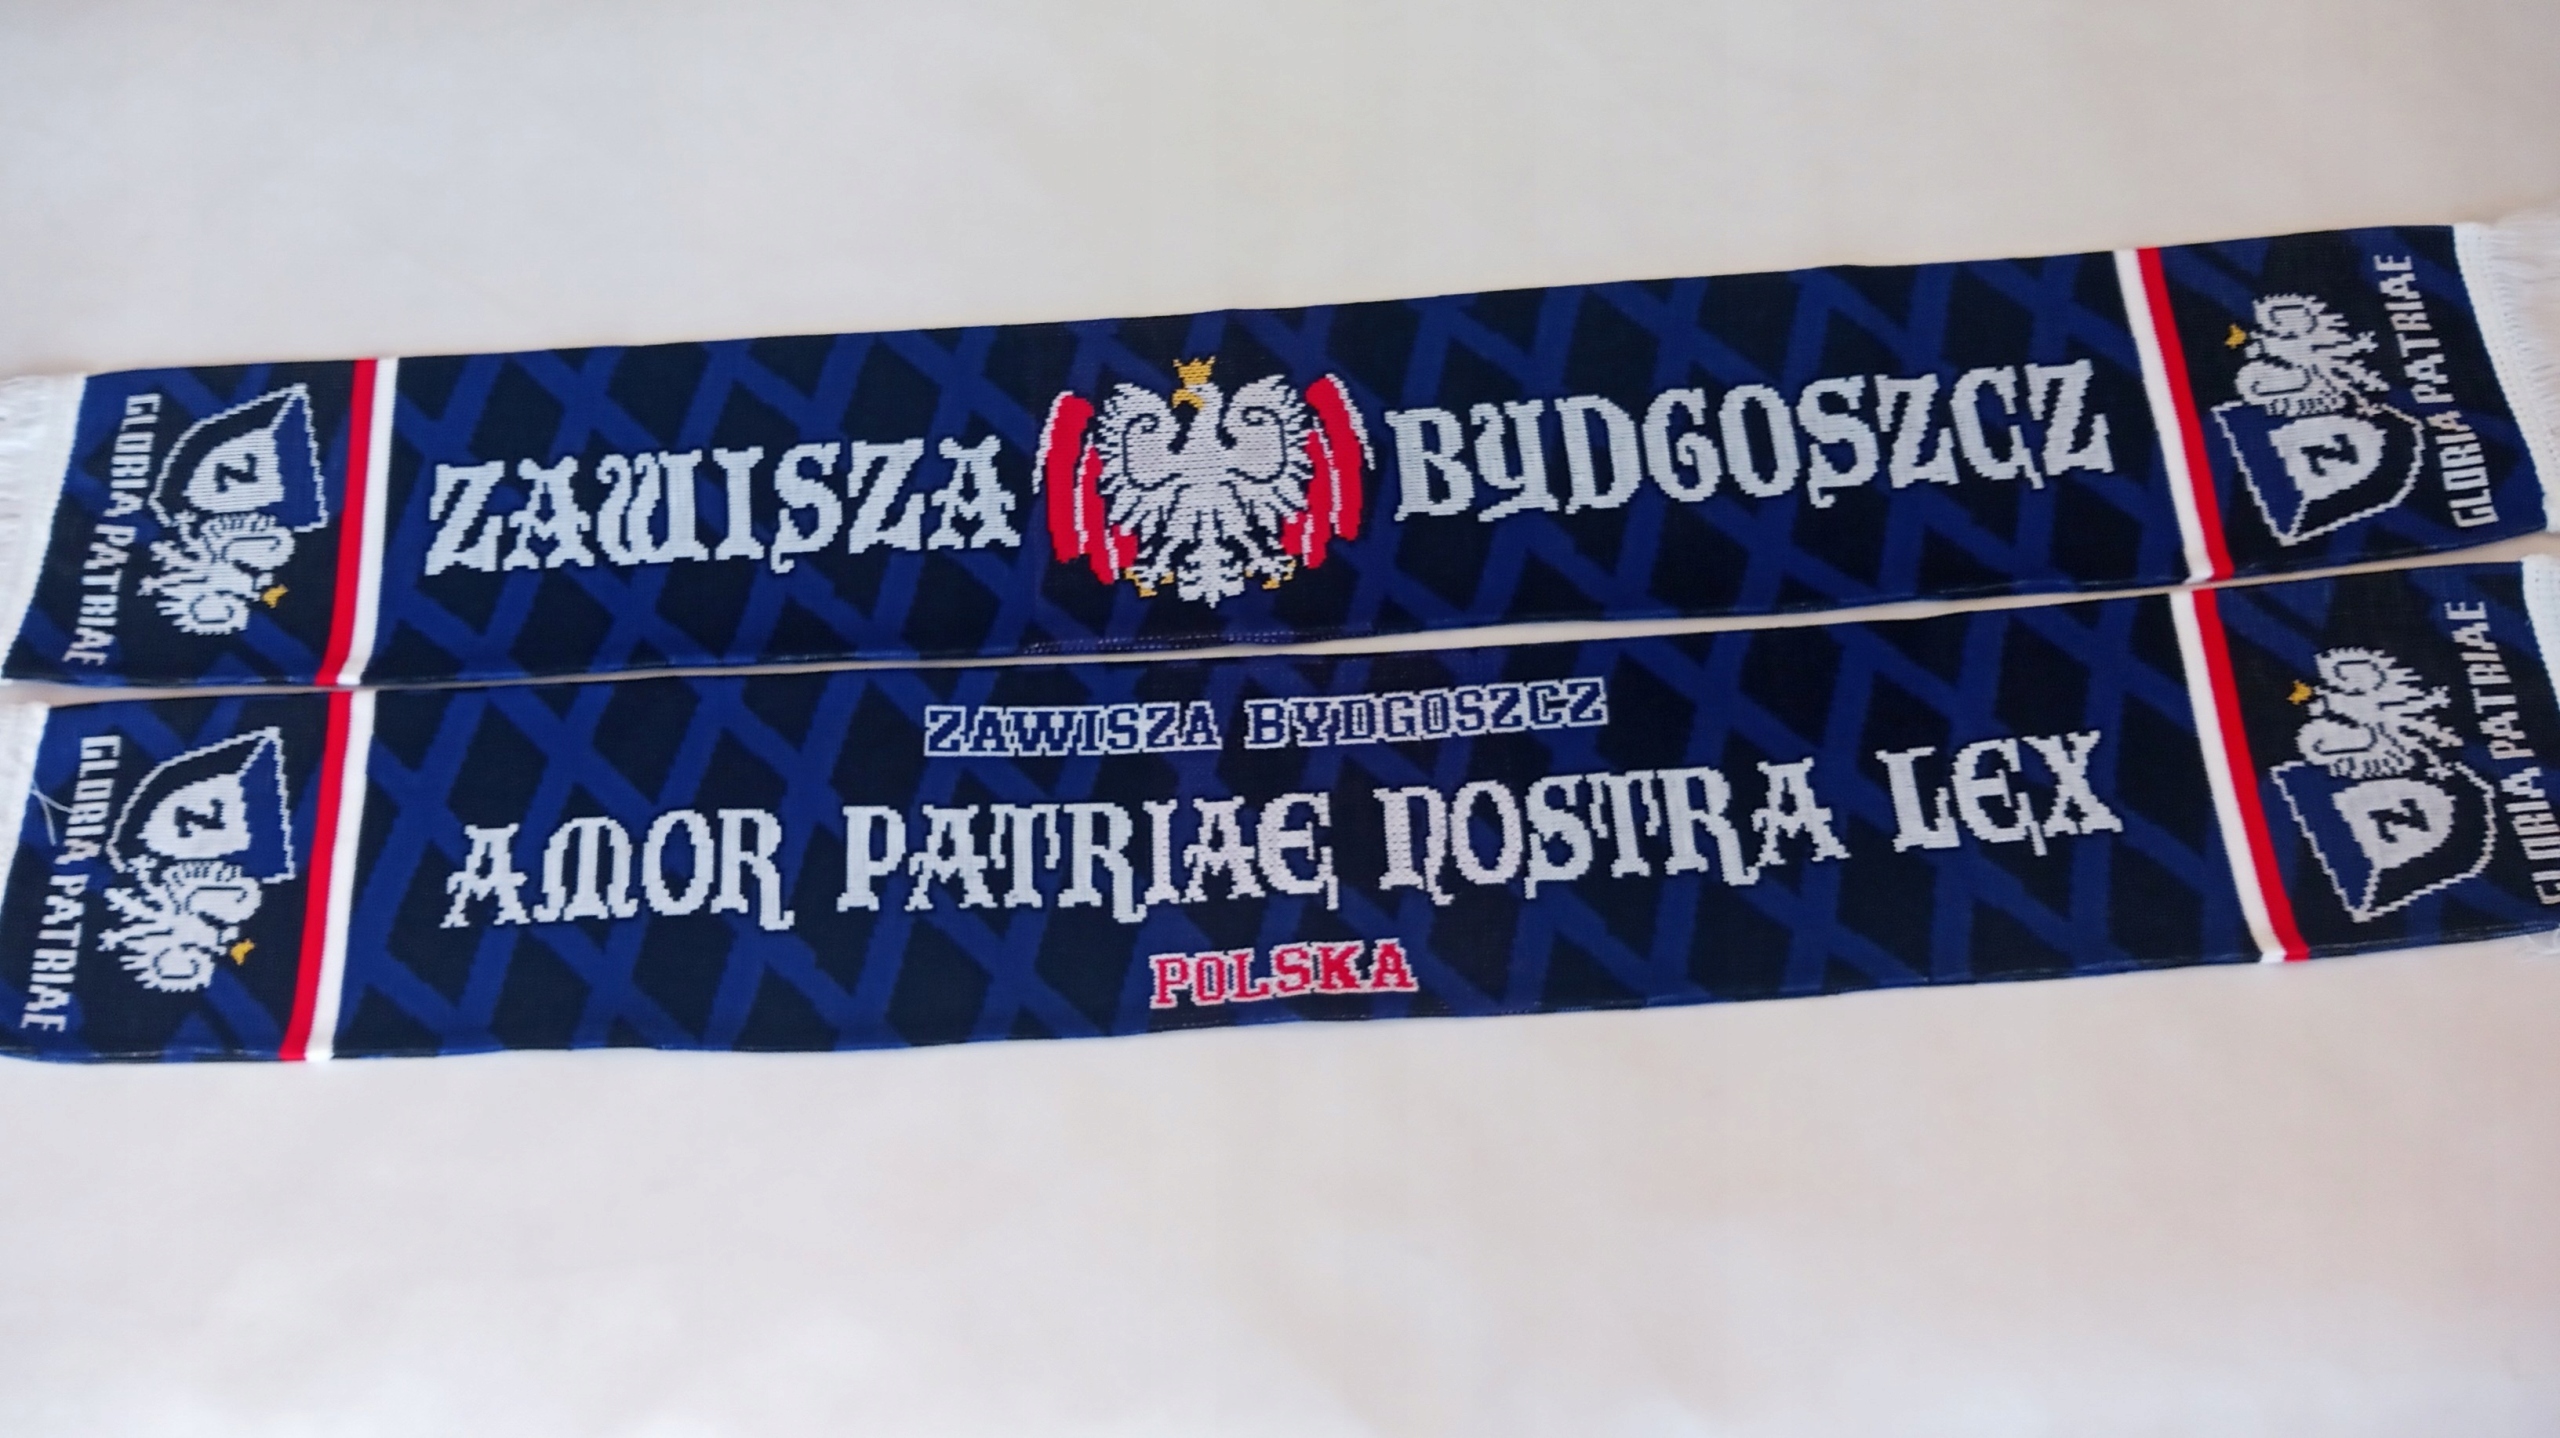 GLORIA PATRIAE
Z
ZAWISZA BYDGOSZCZ
Z
GLORIA PATRIAE
GLORIA PATRIAE
Z
ZAWISZA BYDGOSZCZ
AMOR PATRIAE NOSTRA LEX
POLSKA
Z
GLORIA PATRIAE